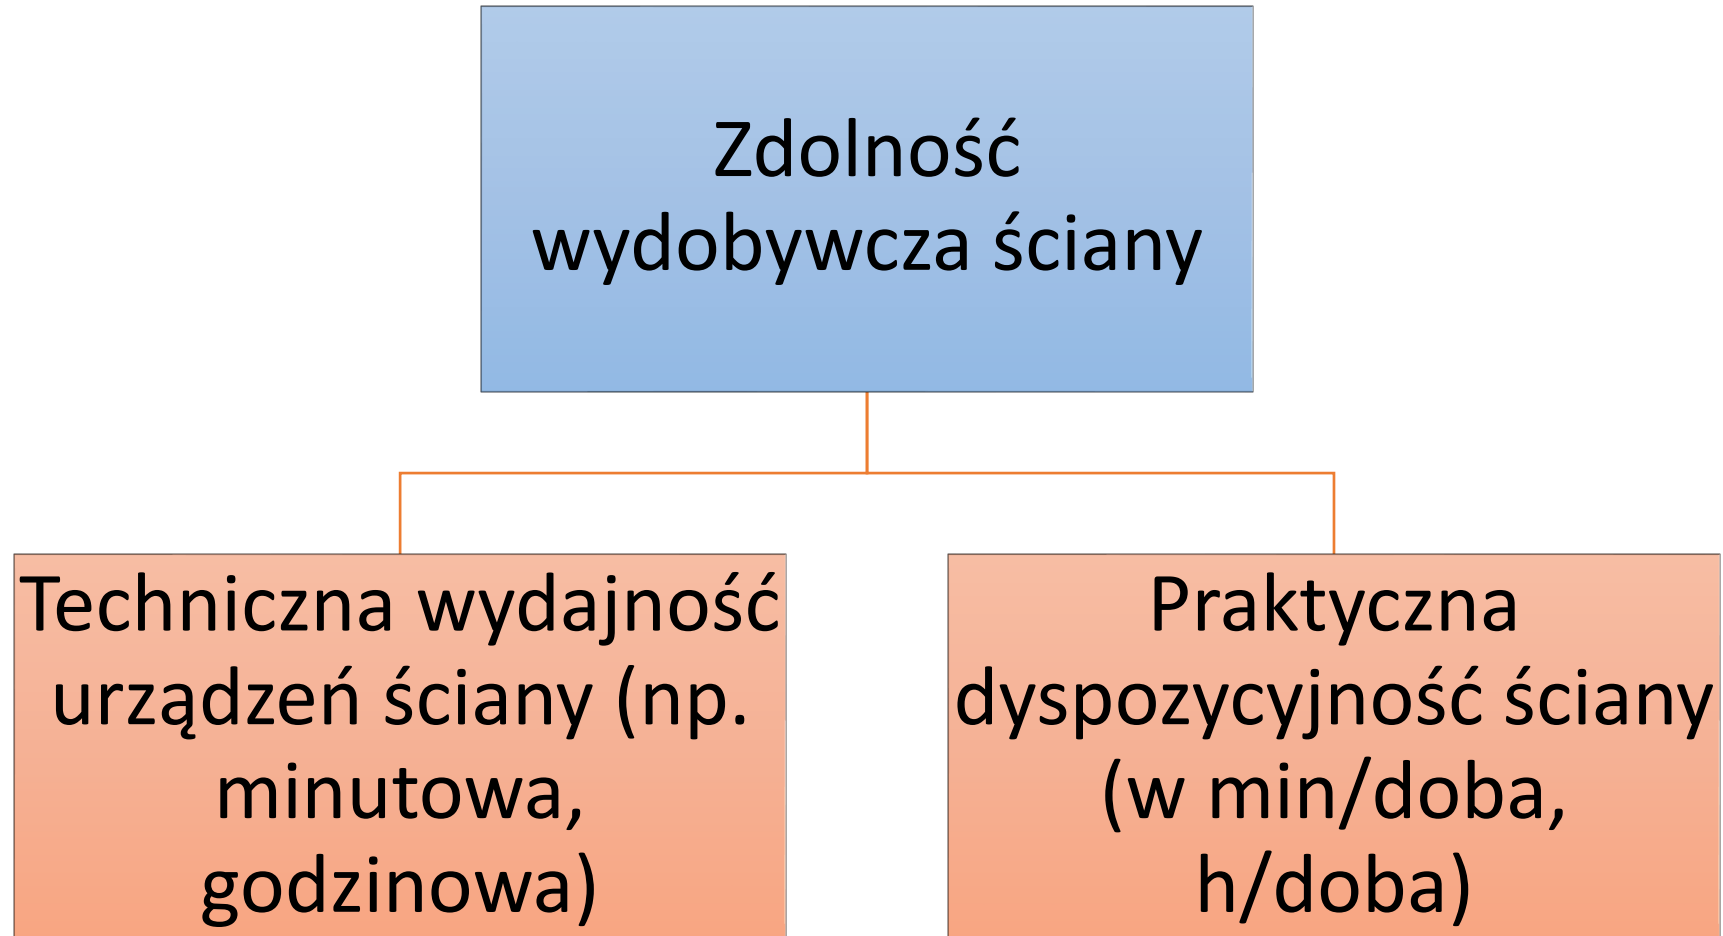 Zdolność
wydobywcza ściany
Techniczna wydajność
urządzeń ściany (np.
minutowa,
godzinowa)
Praktyczna
dyspozycyjność ściany
(w min/doba,
h/doba)